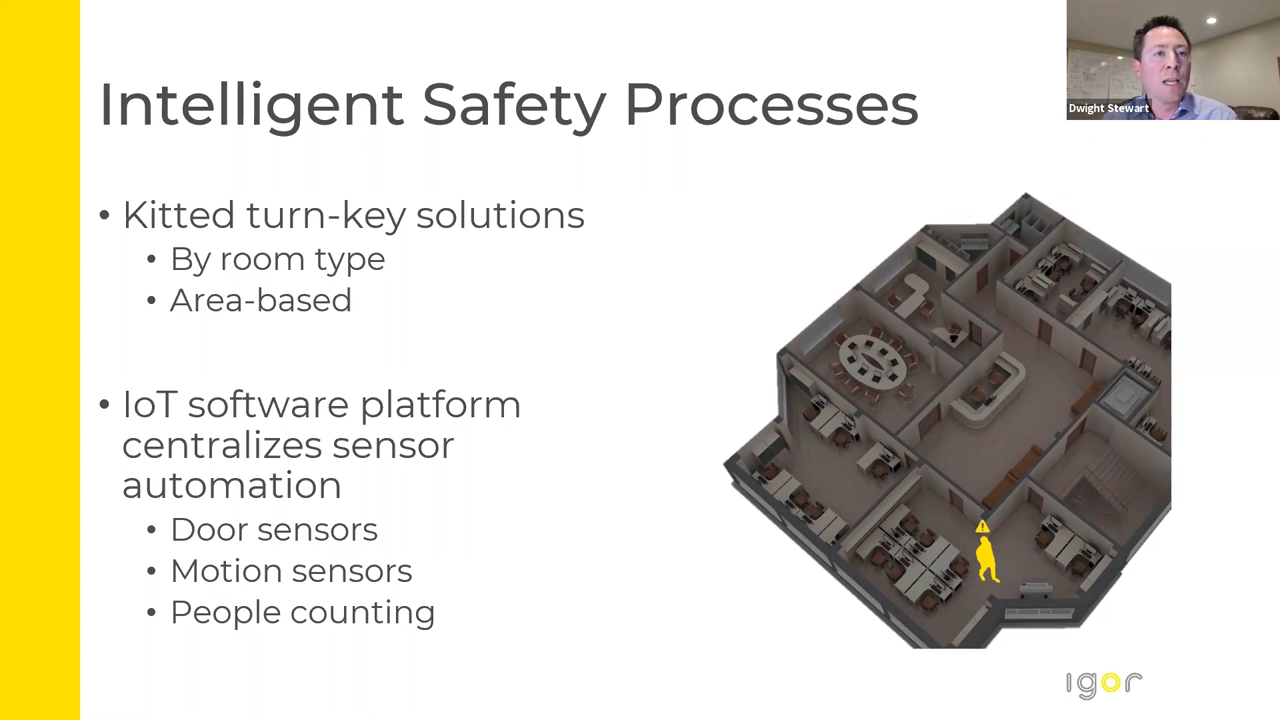 Intelligent Safety Processes
Dwight Stewart
• Kitted turn-key solutions
• By room type
• Area-based
• IoT software platform
centralizes sensor
automation
• Door sensors
• Motion sensors
• People counting
igor